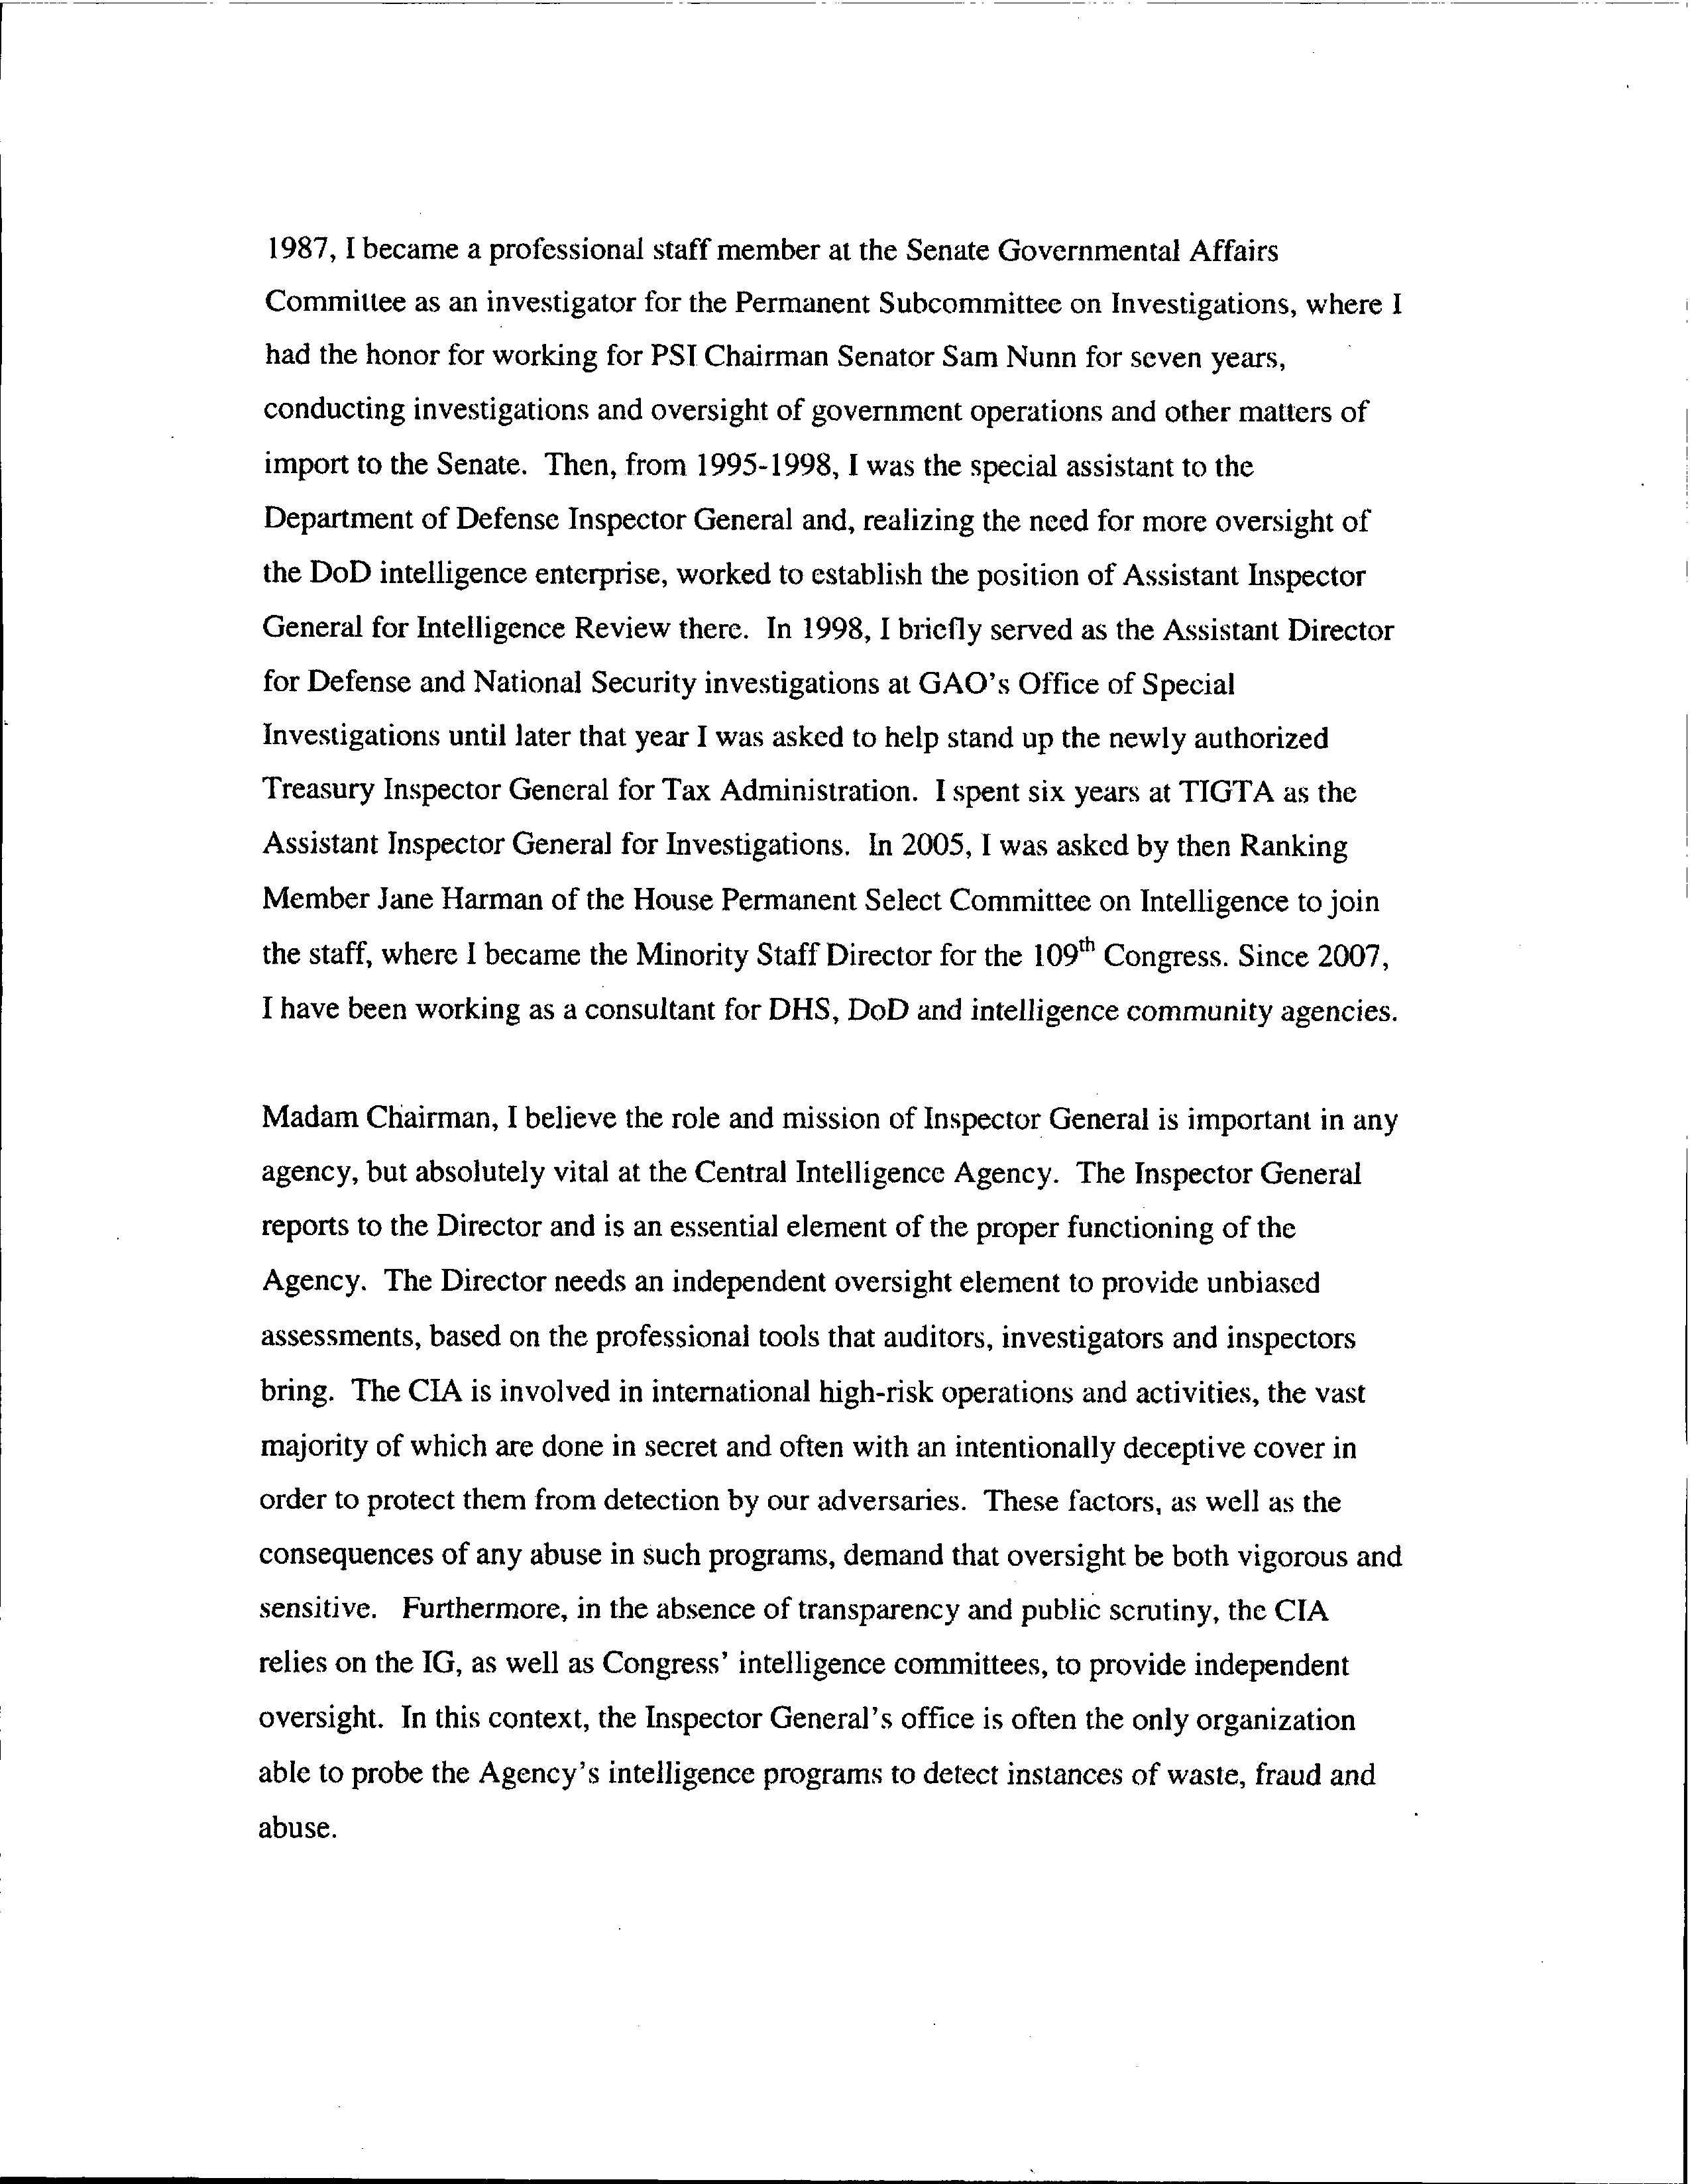 1987, I became a professional staff member at the Senate Governmental Affairs
Committee as an investigator for the Permanent Subcommittee on Investigations, where I
had the honor for working for PSI Chairman Senator Sam Nunn for seven years,
conducting investigations and oversight of government operations and other matters of
import to the Senate. Then, from 1995-1998, I was the special assistant to the
Department of Defense Inspector General and, realizing the need for more oversight of
the DoD intelligence enterprise, worked to establish the position of Assistant Inspector
General for Intelligence Review there. In 1998, I briefly served as the Assistant Director
for Defense and National Security investigations at GAO's Office of Special
Investigations until later that year I was asked to help stand up the newly authorized
Treasury Inspector General for Tax Administration. I spent six years at TIGTA as the
Assistant Inspector General for Investigations. In 2005, I was asked by then Ranking
Member Jane Harman of the House Permanent Select Committee on Intelligence to join
the staff, where I became the Minority Staff Director for the 109th Congress. Since 2007,
I have been working as a consultant for DHS, DoD and intelligence community agencies.
Madam Chairman, I believe the role and mission of Inspector General is important in any
agency, but absolutely vital at the Central Intelligence Agency. The Inspector General
reports to the Director and is an essential element of the proper functioning of the
Agency. The Director needs an independent oversight element to provide unbiased
assessments, based on the professional tools that auditors, investigators and inspectors
bring. The CIA is involved in international high-risk operations and activities, the vast
majority of which are done in secret and often with an intentionally deceptive cover in
order to protect them from detection by our adversaries. These factors, as well as the
consequences of any abuse in such programs, demand that oversight be both vigorous and
sensitive. Furthermore, in the absence of transparency and public scrutiny, the CIA
relies on the IG, as well as Congress' intelligence committees, to provide independent
oversight. In this context, the Inspector General's office is often the only organization
able to probe the Agency's intelligence programs to detect instances of waste, fraud and
abuse.